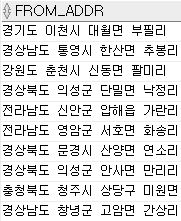 FROM_ADDR
경기도 이천시 대월면 부필리
경상남도 통영시 한산면 추봉리
강원도 춘천시 신동면 팔미리
경상북도 의성군 단밀면 낙정리
전라남도 신안군 압해읍 가란리
전라남도 영암군 서호면 화송리
경상북도 문경시 산양면 연소리
경상북도 의성군 안사면 만리리
충청북도 청주시 상당구 미원면
경상남도 창녕군 고암면 간상리